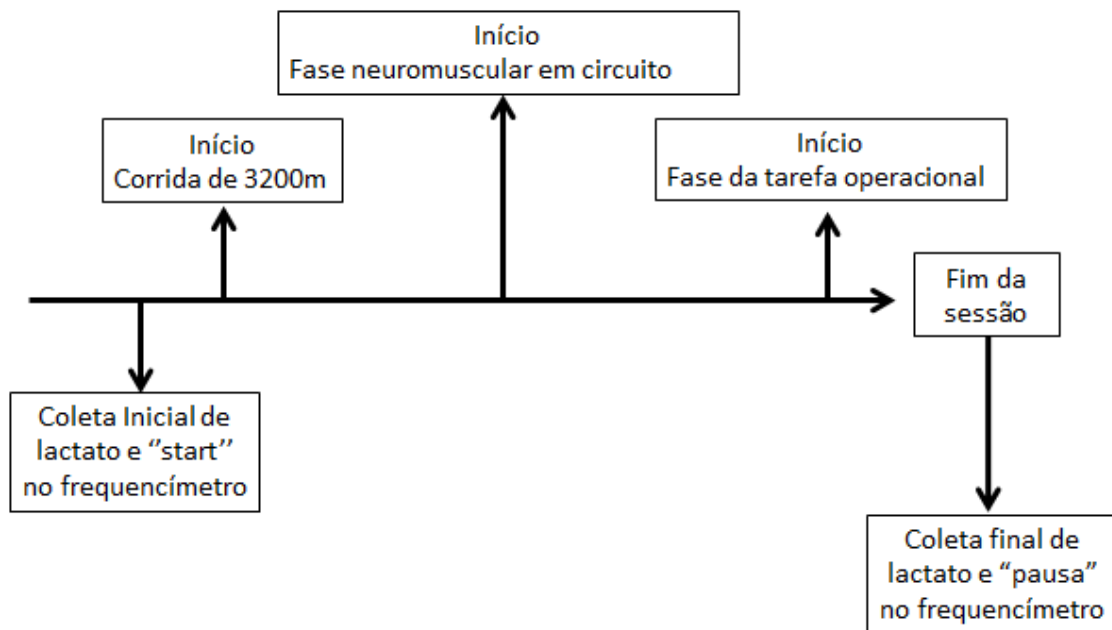 Início
Fase neuromuscular em circuito
Início
Corrida de 3200m
Início
Fase da tarefa operacional
Fim da
sessão
Coleta Inicial de
lactato e ‘’start’’
no frequencímetro
Coleta final de
lactato e “pausa”
no frequencímetro